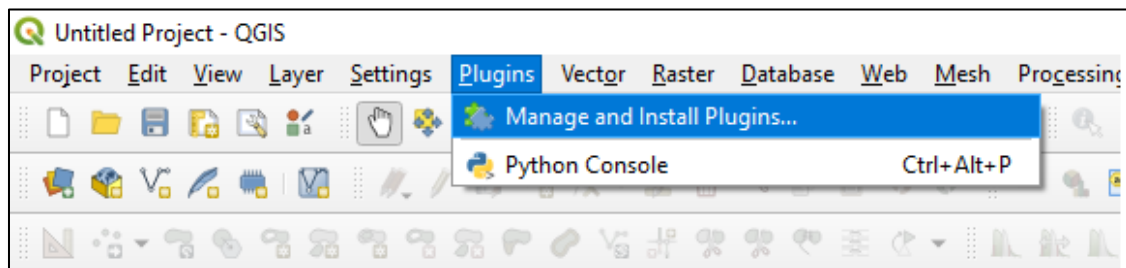 Untitled Project - QGIS
Project Edit View Layer Settings Plugins Vector Raster Database Web Mesh Processing
Manage and Install Plugins...
Python Console Ctrl+Alt+P